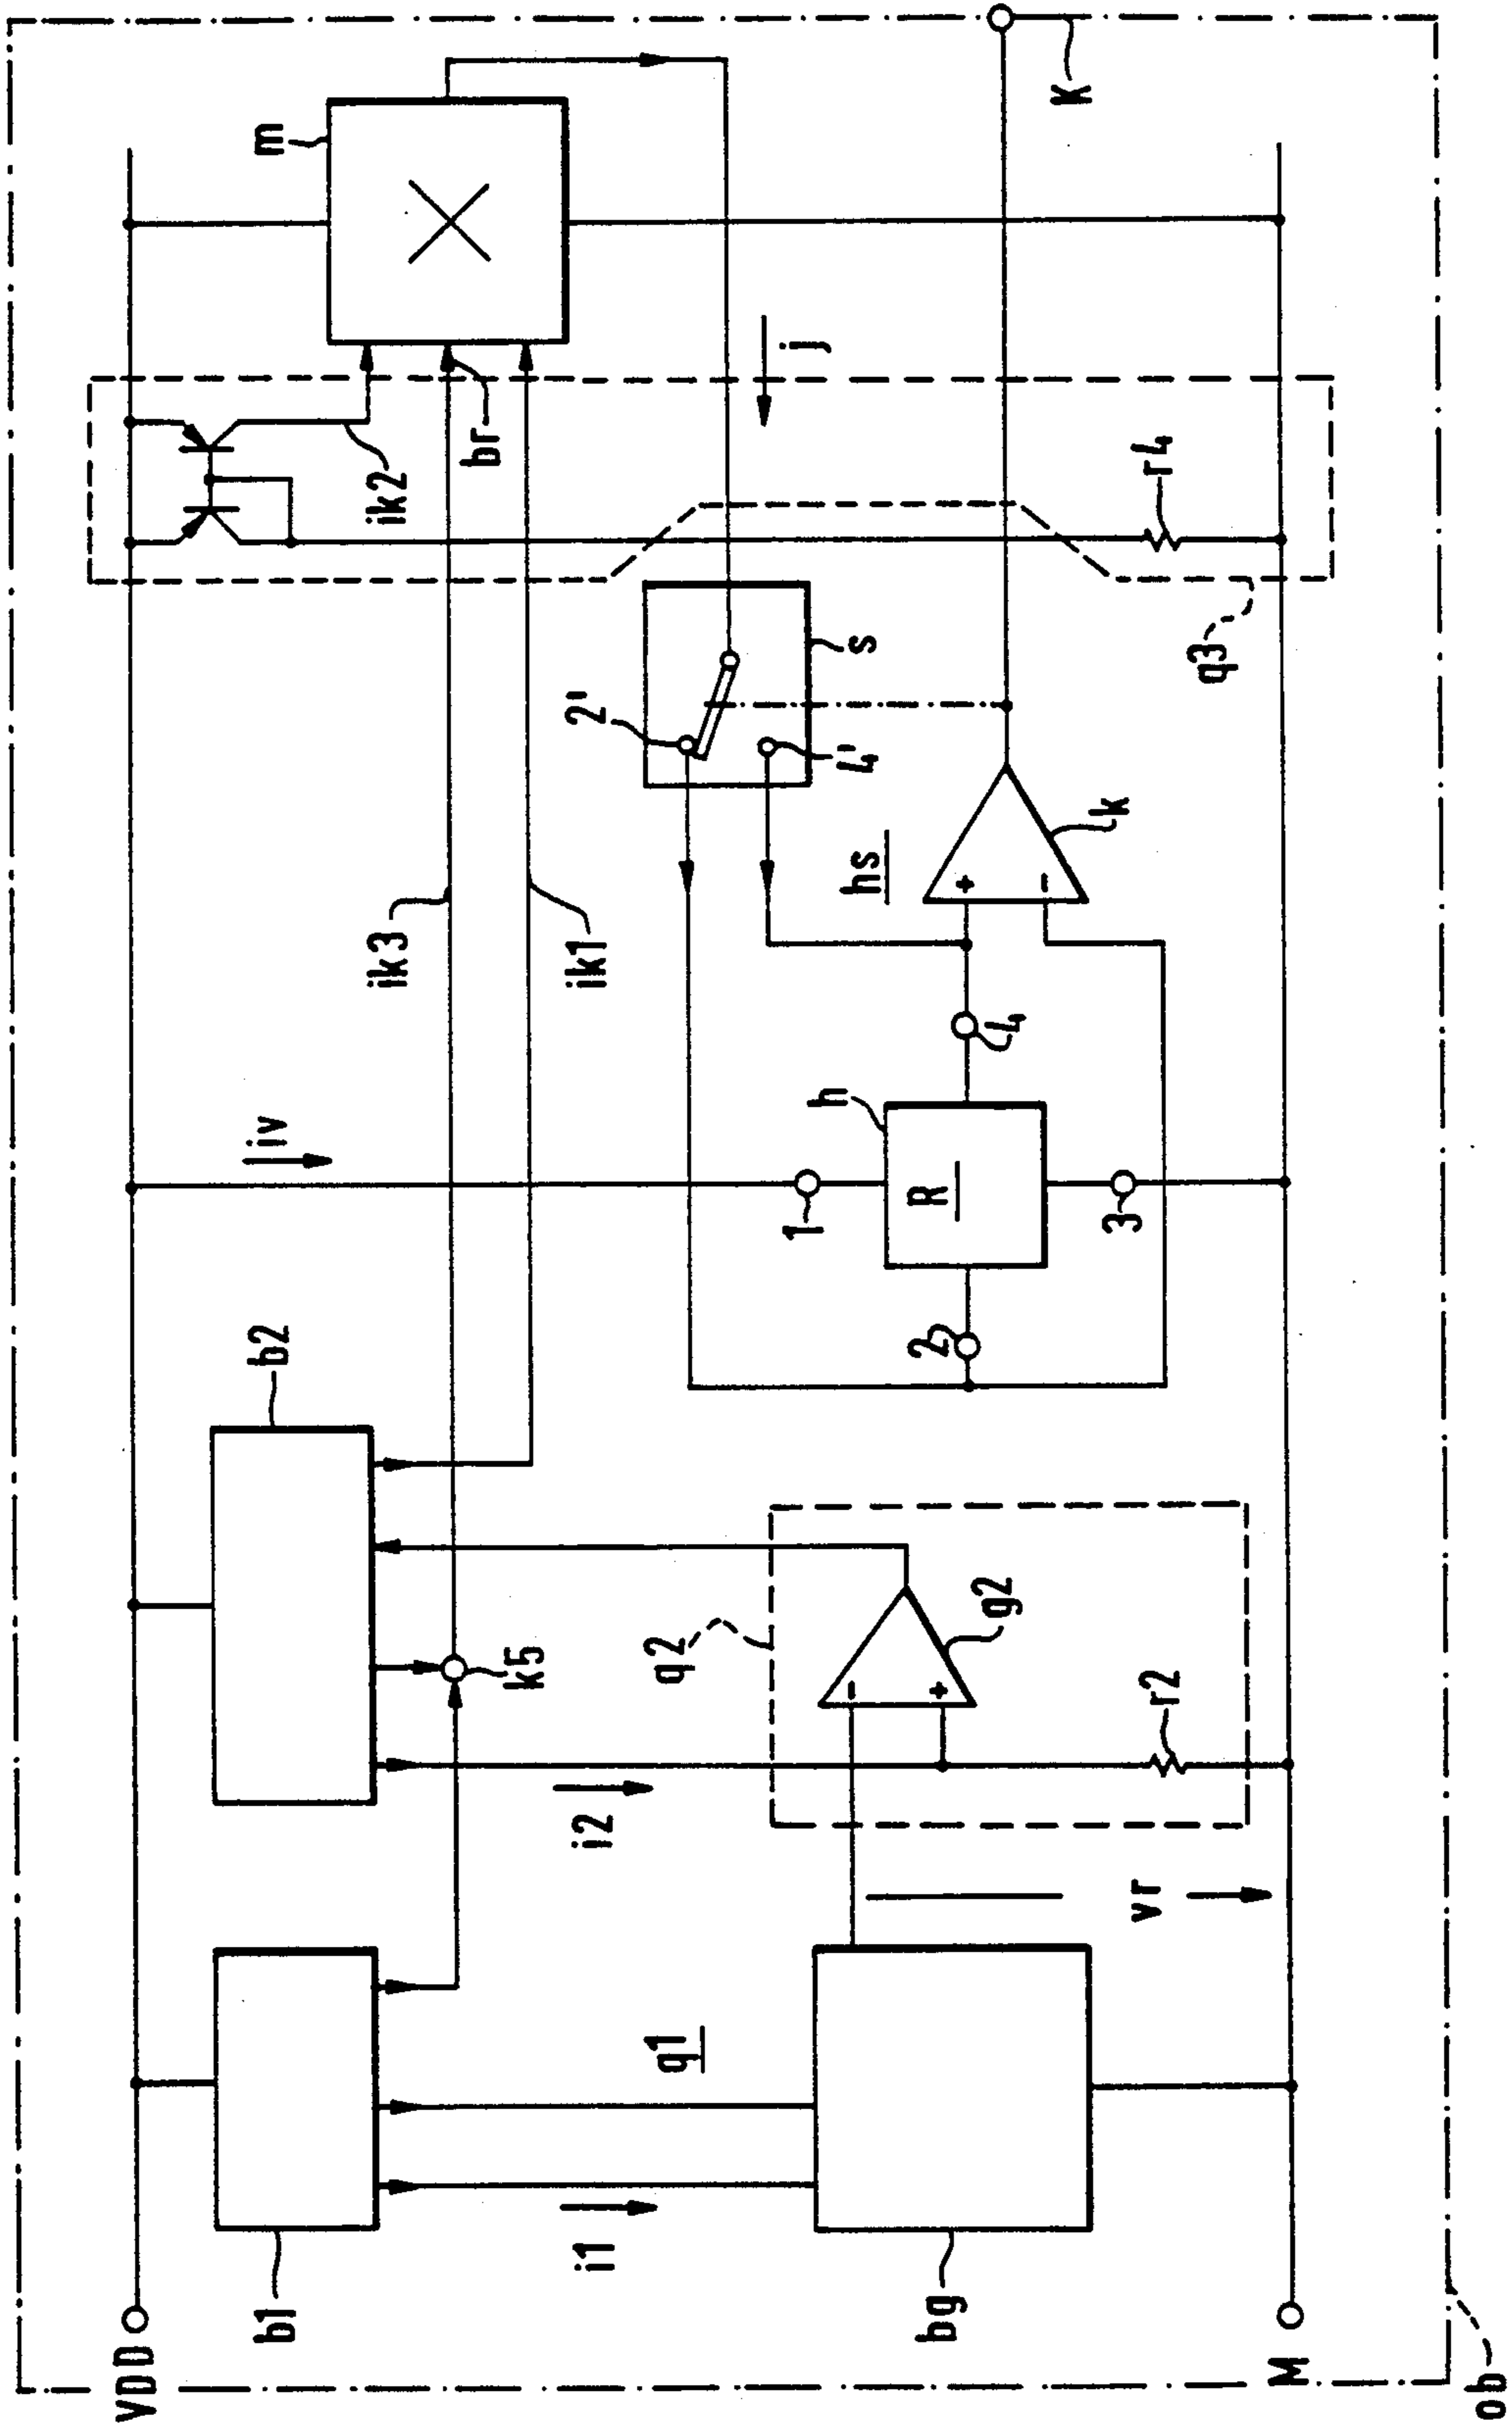 VDD
b1
b2
iv
ik3
ik1
ik2
br
m
i1
q1
i2
k5
q2
g2
r2
vr
bg
2
1
R
h
3
4
hs
k
2'
4'
s
j
r4
q3
K
M
ob
+
-
-
+